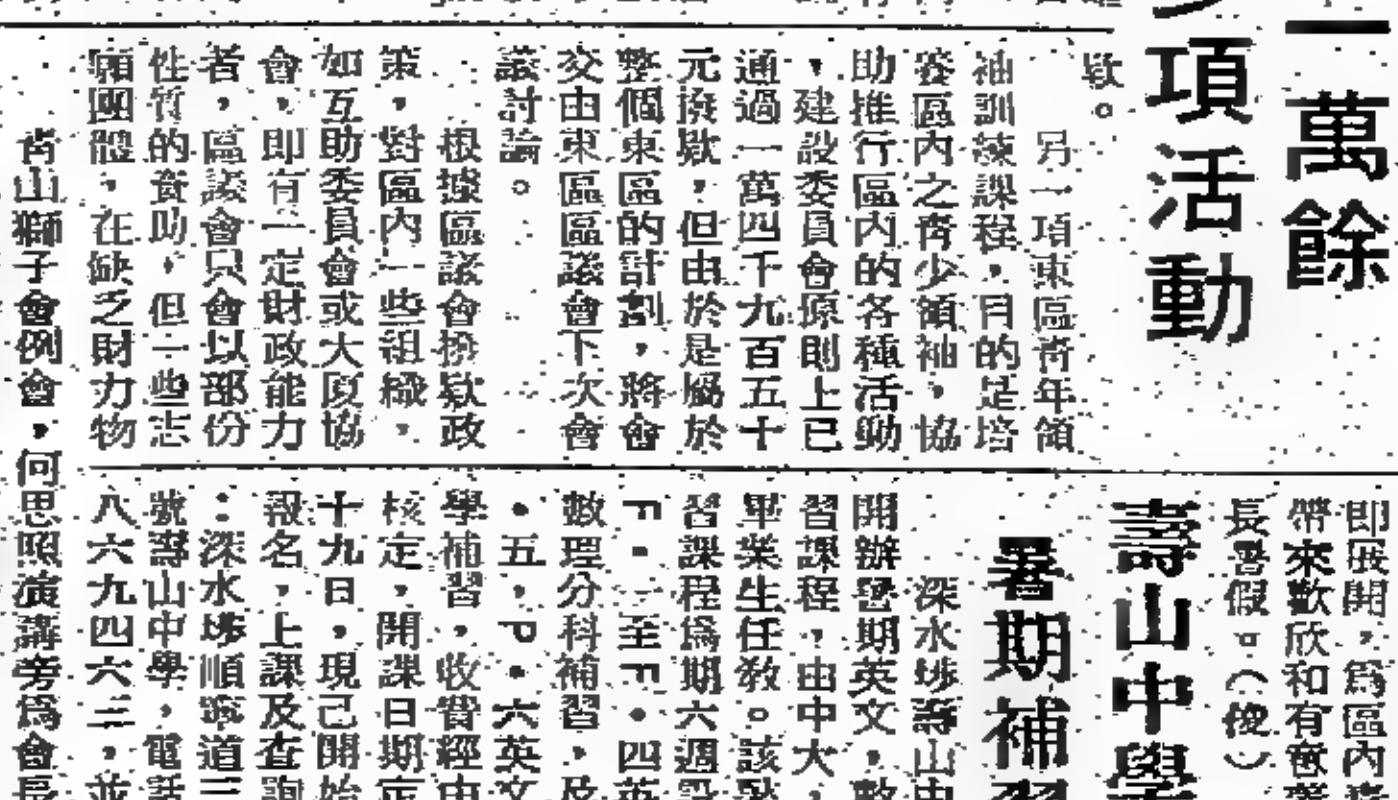 一萬餘
項活動
欵。
另一項東區青年領
袖訓練課程，目的是培
養區內之青少領袖，協
助推行區內的各種活動
，建設委員會原則上已
通過一萬四千九百五十
元撥欵，但由於是屬於
整個東區的計劃，將會
交由東區區議會下次會
議討論。
根據區議會撥欵政
策，對區內一些組織，
如互助委員會或大厦協
會，即有一定財政能力
者，區議會只會以部份
性質的資助，但一些志
願團體，在缺乏財力物
即展開，為區內
帶來歡欣和有意
長暑假。（俊）
壽山中學
暑期補習
深水埗壽山中
開辦暑期英文，數
習課程，由中大，
畢業生任教。該
習課程爲期六週，設
F·一至F·四英
數理分科補習，及
·五，P·六英文
學補習，收費經由
核定，開課日期定
十九日，現已開始
報名，上課及查詢
：深水埗順寧道三
號壽山中學，電話
八六九四六三，並
青山獅子會例會，何思照演講旁爲會長